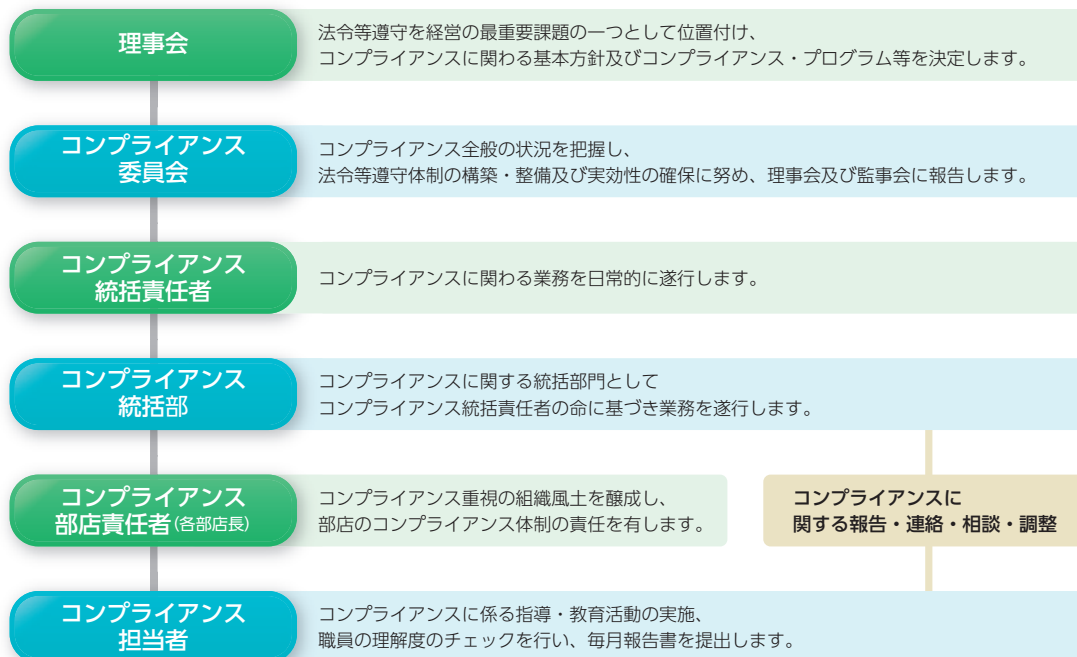 理事会
法令等遵守を経営の最重要課題の一つとして位置付け、
コンプライアンスに関わる基本方針及びコンプライアンス・プログラム等を決定します。
コンプライアンス
委員会
コンプライアンス全般の状況を把握し、
法令等遵守体制の構築・整備及び実効性の確保に努め、理事会及び監事会に報告します。
コンプライアンス
統括責任者
コンプライアンスに関わる業務を日常的に遂行します。
コンプライアンス
統括部
コンプライアンスに関する統括部門として
コンプライアンス統括責任者の命に基づき業務を遂行します。
コンプライアンス
部店責任者(各部店長)
コンプライアンス重視の組織風土を醸成し、
部店のコンプライアンス体制の責任を有します。
コンプライアンスに
関する報告・連絡・相談・調整
コンプライアンス
担当者
コンプライアンスに係る指導・教育活動の実施、
職員の理解度のチェックを行い、毎月報告書を提出します。